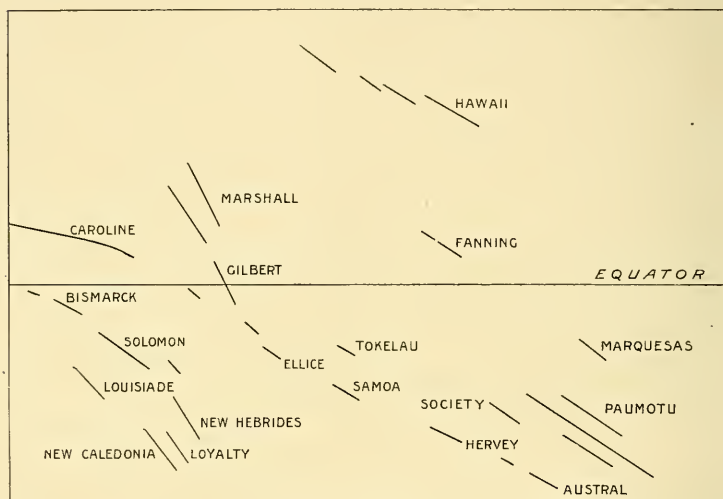 HAWAII
MARSHALL
CAROLINE
FANNING
GILBERT
EQUATOR
BISMARCK
SOLOMON
TOKELAU
MARQUESAS
ELLICE
LOUISIADE
SAMOA
SOCIETY
PAUMOTU
NEW HEBRIDES
HERVEY
NEW CALEDONIA
LOYALTY
AUSTRAL